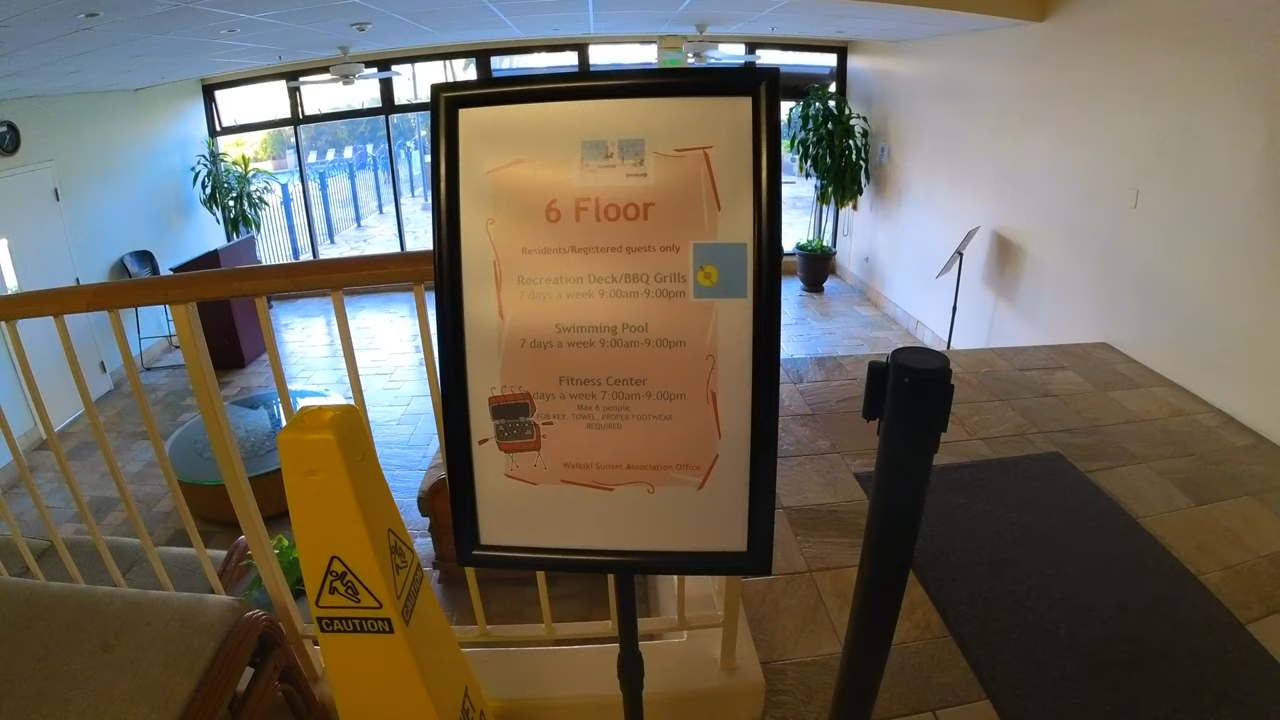 6 Floor
Residents/Registered guests only
Recreation Deck/BBQ Grills
7 days a week 9:00am-9:00pm
Swimming Pool
7 days a week 9:00am-9:00pm
Fitness Center
days a week 7:00am-9:00pm
Max 6 people
FOB KEY, TOWEL, PROPER FOOTWEAR
REQUIRED
Waikiki Sunset Association Office
CAUTION
CAUTION